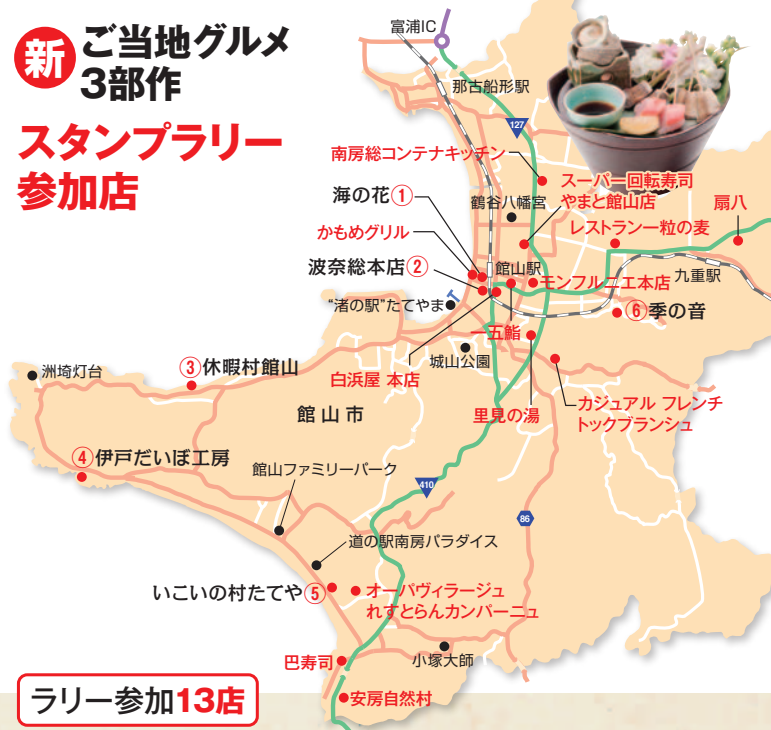 新 ご当地グルメ
3部作
スタンプラリー
参加店
富浦IC
那古船形駅
127
南房総コンテナキッチン
スーパー回転寿司
やまと館山店
海の花①
鶴谷八幡宮
扇八
かもめグリル
レストラン一粒の麦
波奈総本店②
館山駅
モンフルニエ本店
九重駅
“渚の駅”たてやま
⑥季の音
一五鮨
③休暇村館山
城山公園
洲埼灯台
白浜屋 本店
館山市
里見の湯
カジュアル フレンチ
トックブランシュ
④伊戸だいぼ工房
館山ファミリーパーク
410
86
道の駅南房パラダイス
いこいの村たてや⑤
オーパヴィラージュ
れすとらんカンパーニュ
巴寿司
小塚大師
安房自然村
ラリー参加13店